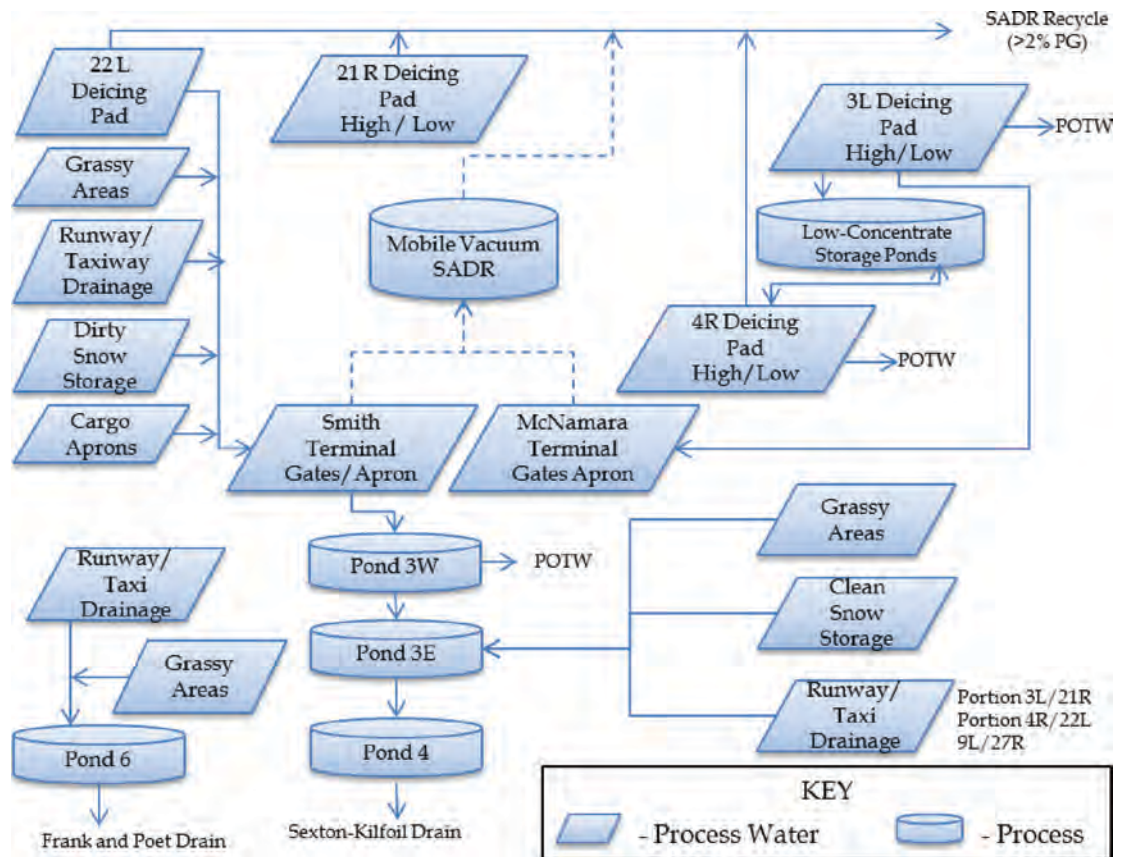 SADR Recycle
(>2% PG)
22 L
Deicing
Pad
21 R Deicing
Pad
High / Low
3L Deicing
Pad
High/Low
POTW
Grassy
Areas
Runway/
Taxiway
Drainage
Mobile Vacuum
SADR
Low-Concentrate
Storage Ponds
Dirty
Snow
Storage
4R Deicing
Pad
High/Low
POTW
Cargo
Aprons
Smith
Terminal
Gates/Apron
McNamara
Terminal
Gates Apron
Grassy
Areas
Runway/
Taxi
Drainage
Pond 3W
POTW
Clean
Snow
Storage
Pond 3E
Grassy
Areas
Runway/
Taxi
Drainage
Portion 3L/21R
Portion 4R/22L
9L/27R
Pond 6
Pond 4
KEY
- Process Water
- Process
Frank and Poet Drain
Sexton-Kilfoil Drain